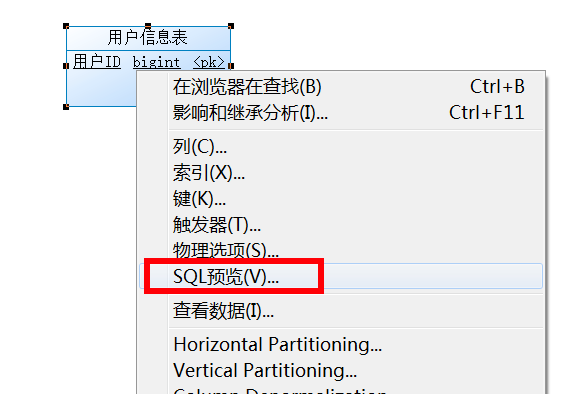 用户信息表
用户ID bigint <pk>
在浏览器在查找(B) Ctrl+B
影响和继承分析(I)... Ctrl+F11
列(C)...
索引(X)...
键(K)...
触发器(T)...
物理选项(S)...
SQL预览(V)...
查看数据(I)...
Horizontal Partitioning...
Vertical Partitioning...
Column Denormalization